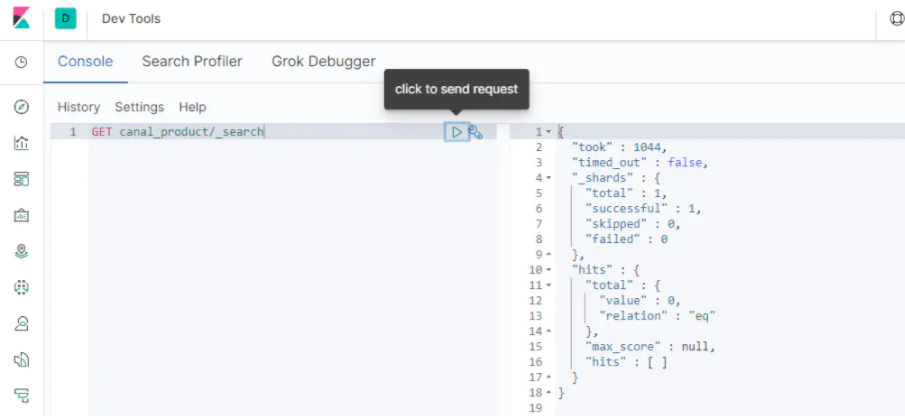 D Dev Tools
Console Search Profiler Grok Debugger
click to send request
History Settings Help
1 GET canal_product/_search
1 {
2 "took" : 1044,
3 "timed_out" : false,
4 "_shards" : {
5 "total" : 1,
6 "successful" : 1,
7 "skipped" : 0,
8 "failed" : 0
9 },
10 "hits" : {
11 "total" : {
12 "value" : 0,
13 "relation" : "eq"
14 },
15 "max_score" : null,
16 "hits" : [ ]
17 }
18 }
19